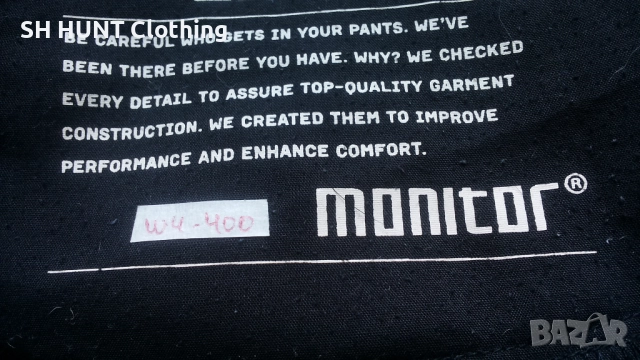 SH HUNT Clothing
BE CAREFUL WHO GETS IN YOUR PANTS. WE'VE
BEEN THERE BEFORE YOU HAVE. WHY? WE CHECKED
EVERY DETAIL TO ASSURE TOP-QUALITY GARMENT
CONSTRUCTION. WE CREATED THEM TO IMPROVE
PERFORMANCE AND ENHANCE COMFORT.
W4-400
monitor®
BAZAR